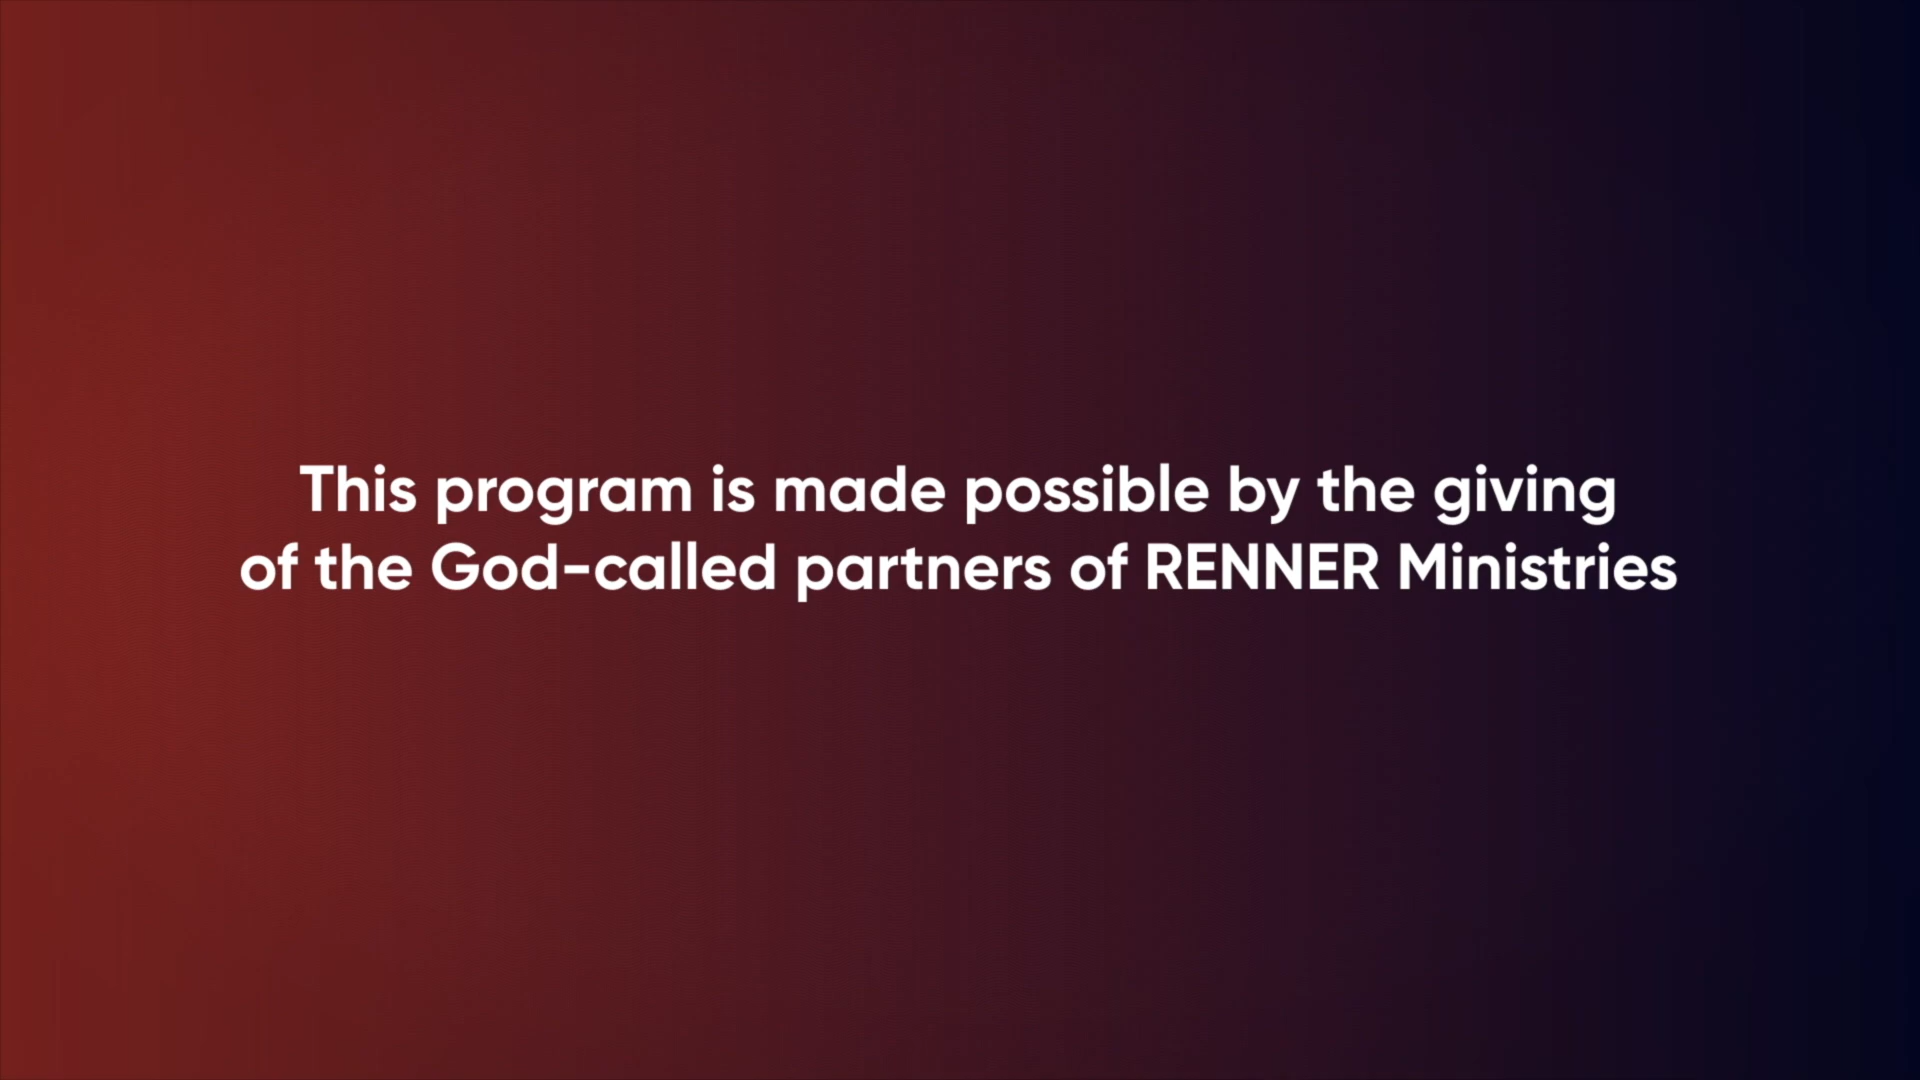 This program is made possible by the giving
of the God-called partners of RENNER Ministries